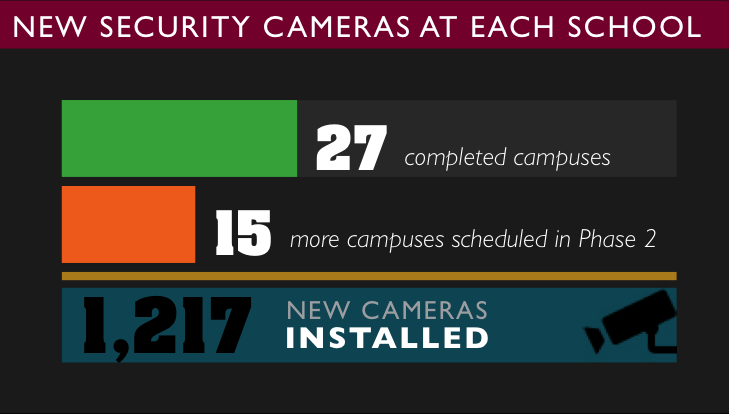 NEW SECURITY CAMERAS AT EACH SCHOOL
27 completed campuses
15 more campuses scheduled in Phase 2
1,217 NEW CAMERAS
INSTALLED